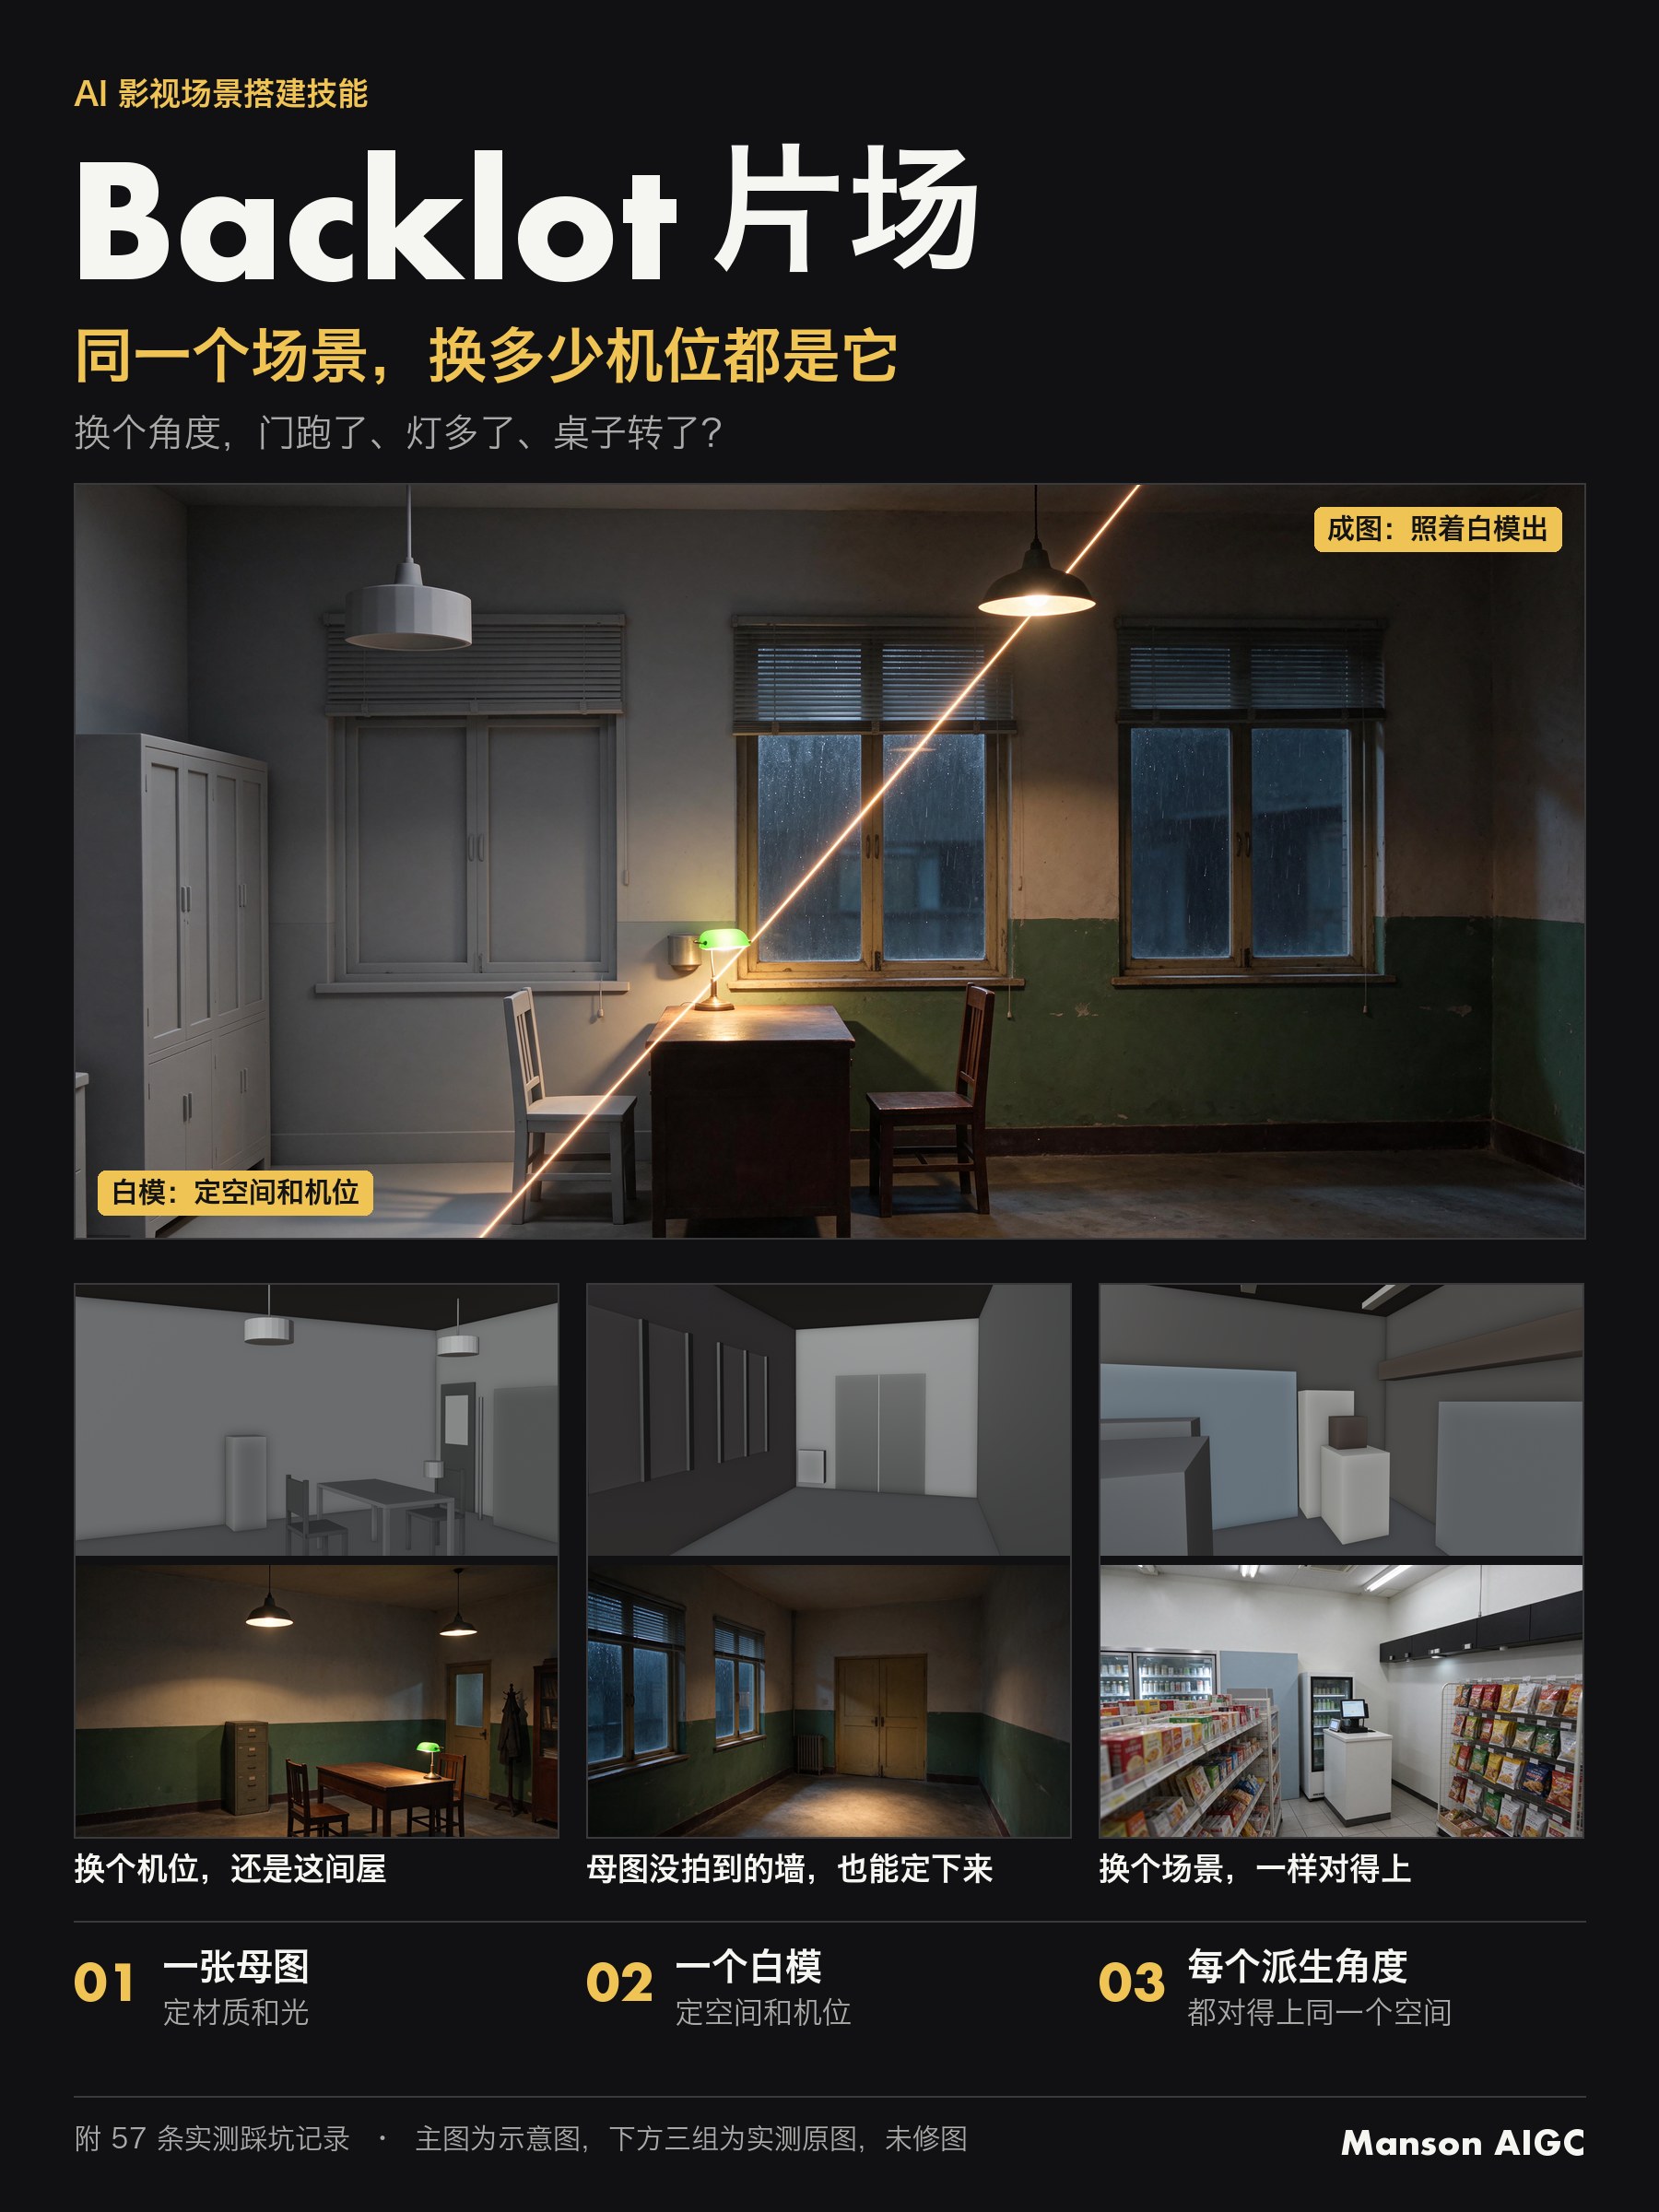 AI 影视场景搭建技能
Backlot 片场
同一个场景，换多少机位都是它
换个角度，门跑了、灯多了、桌子转了？
成图：照着白模出
白模：定空间和机位
换个机位，还是这间屋
母图没拍到的墙，也能定下来
换个场景，一样对得上
01 一张母图
定材质和光
02 一个白模
定空间和机位
03 每个派生角度
都对得上同一个空间
附 57 条实测踩坑记录 · 主图为示意图，下方三组为实测原图，未修图
Manson AIGC